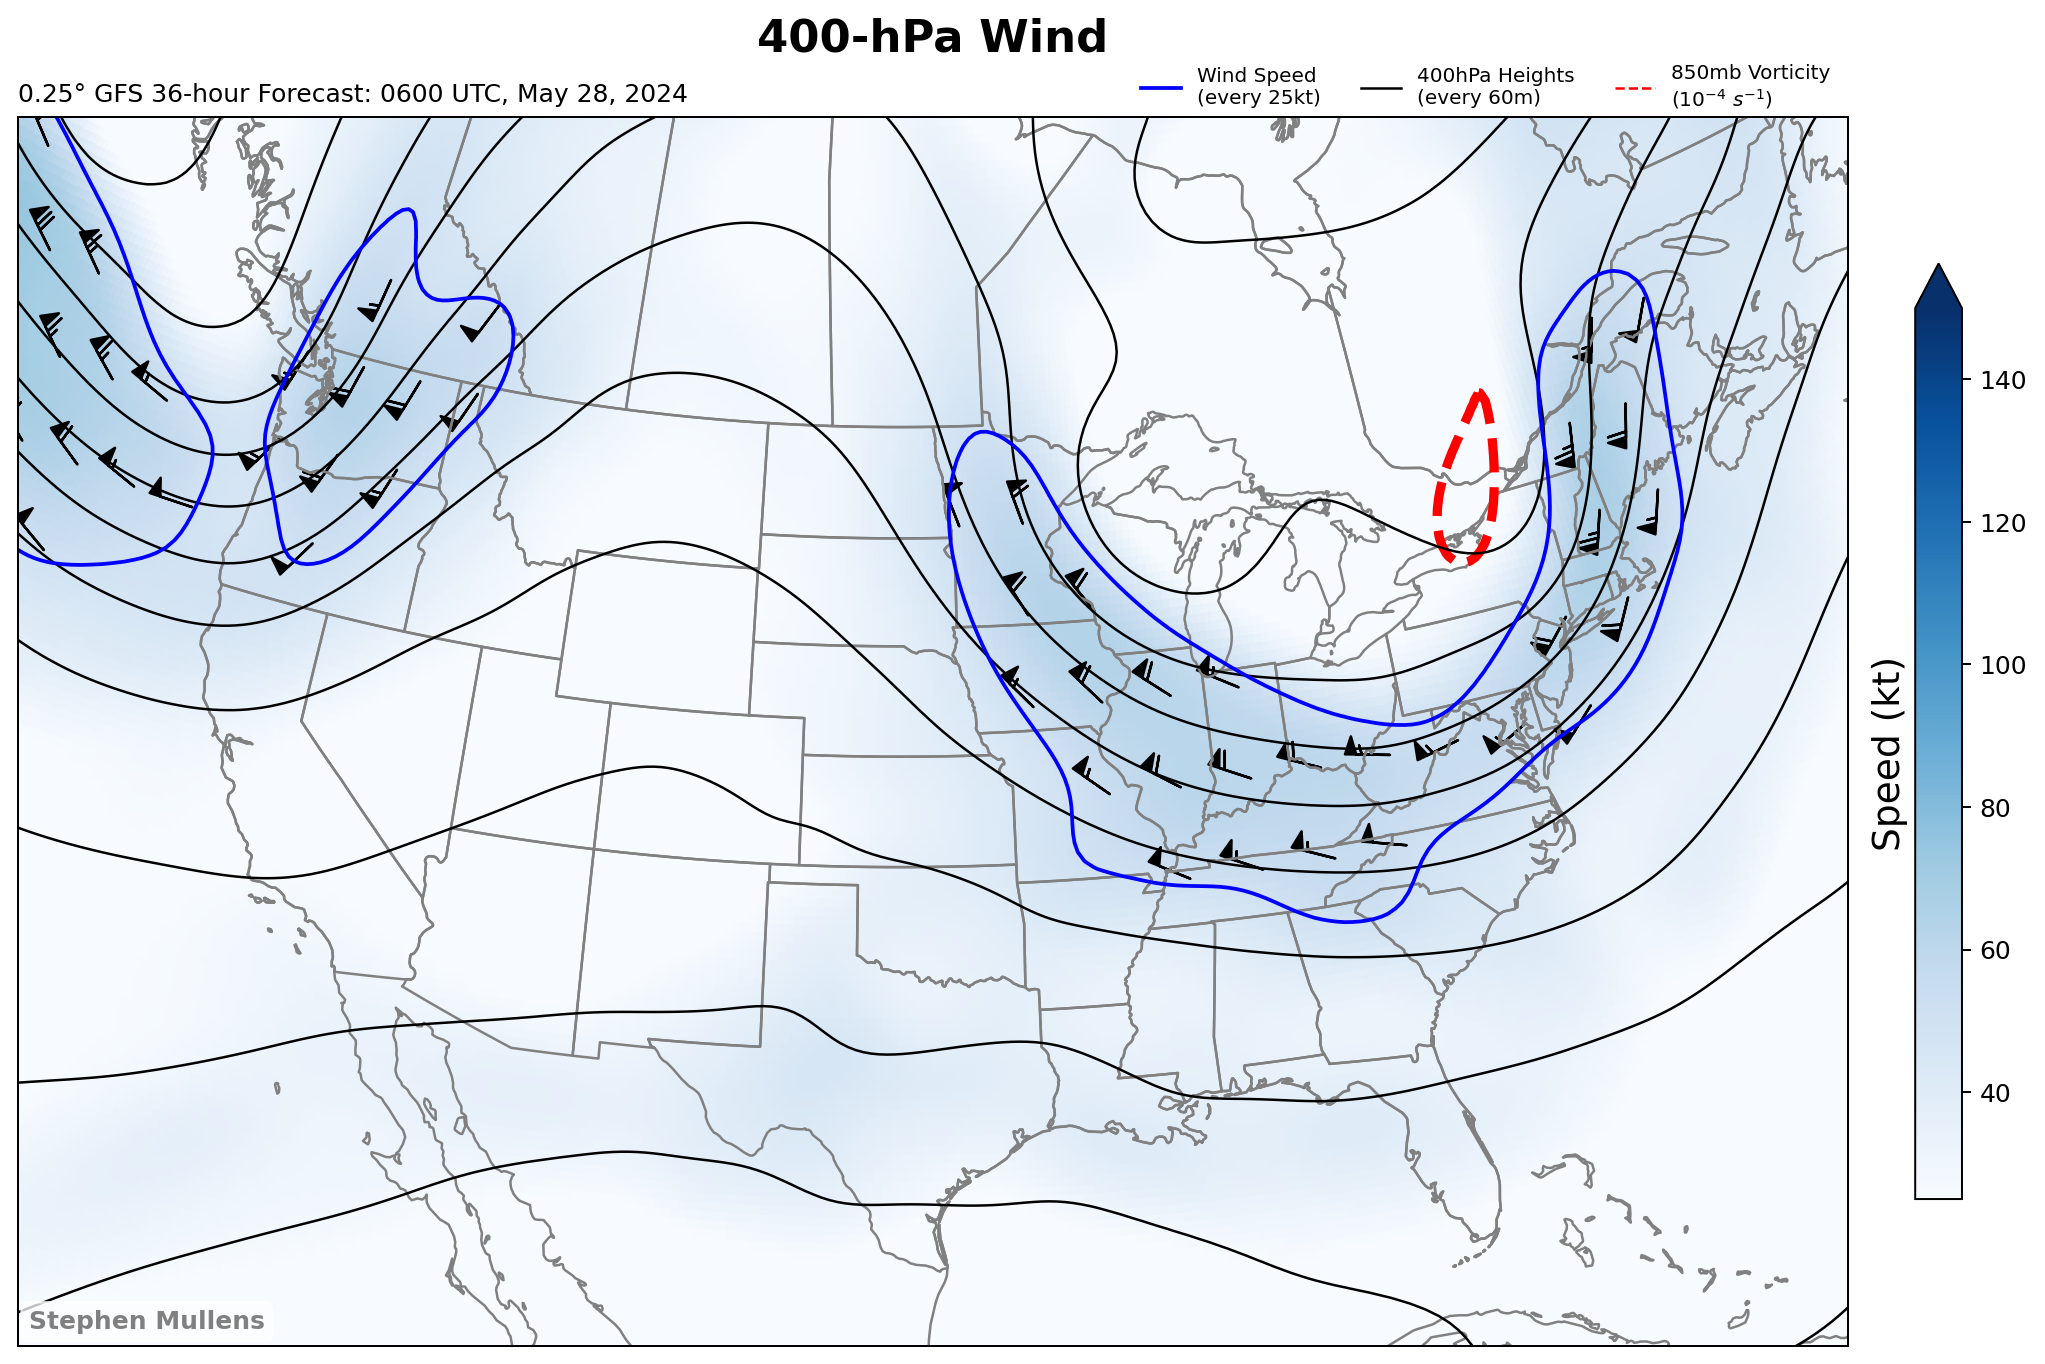 400-hPa Wind
0.25° GFS 36-hour Forecast: 0600 UTC, May 28, 2024
Wind Speed
(every 25kt)
400hPa Heights
(every 60m)
850mb Vorticity
(10⁻⁴ s⁻¹)
140
120
100
80
60
40
Speed (kt)
Stephen Mullens